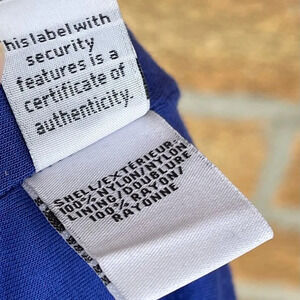 his label with
security
features is a
certificate of
authenticity.
SHELL/EXTÉRIEUR
100% NYLON/NYLON
LINING/DOUBLURE
100% RAYON/
RAYONNE